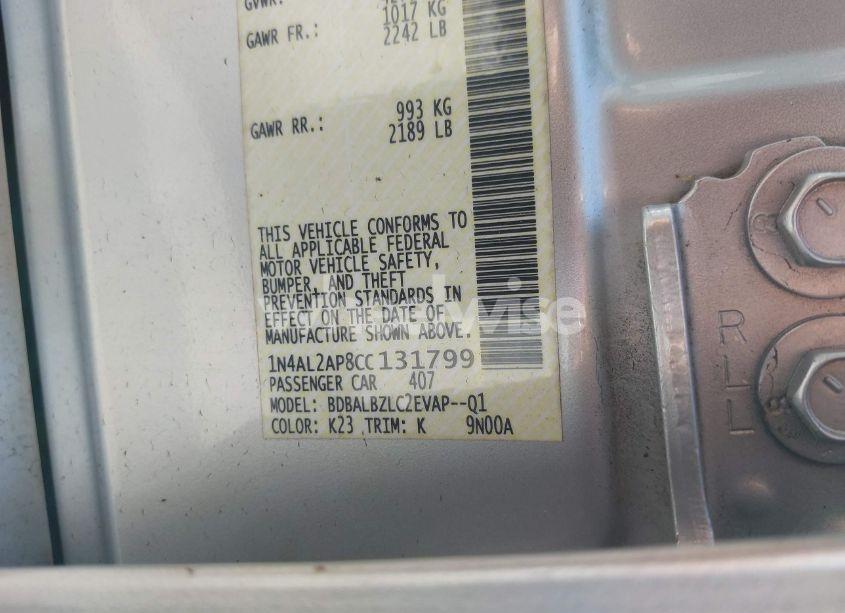 GVWR:
1017 KG
GAWR FR.: 2242 LB
993 KG
GAWR RR.: 2189 LB
THIS VEHICLE CONFORMS TO
ALL APPLICABLE FEDERAL
MOTOR VEHICLE SAFETY,
BUMPER, AND THEFT
PREVENTION STANDARDS IN
EFFECT ON THE DATE OF
MANUFACTURE SHOWN ABOVE.
1N4AL2AP8CC131799
PASSENGER CAR 407
MODEL: BDBALBZLC2EVAP--Q1
COLOR: K23 TRIM: K 9N00A
R L L